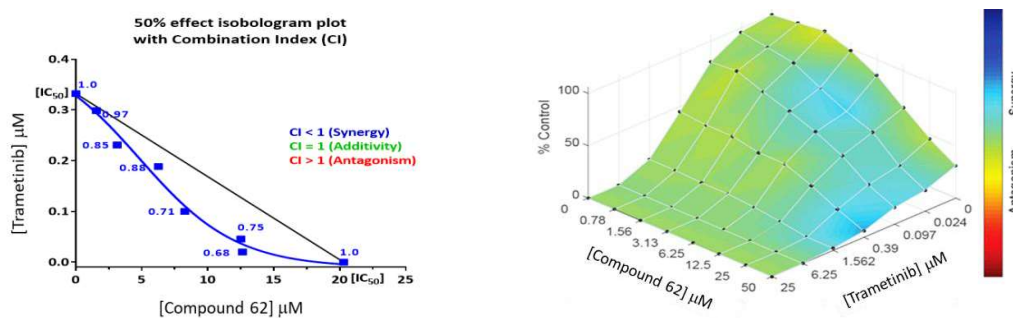 50% effect isobologram plot
with Combination Index (CI)
0.4
[IC50]
1.0
0.3
0.97
0.85
0.2
0.88
0.1
0.71
0.75
0.68
1.0
0.0
[IC50]
0
5
10
15
20
25
[Trametinib] µM
[Compound 62] µM
CI < 1 (Synergy)
CI = 1 (Additivity)
CI > 1 (Antagonism)
% Control
100
50
0
0
0.78
1.56
3.13
6.25
12.5
25
50
[Compound 62] µM
25
6.25
1.562
0.39
0.097
0.024
0
[Trametinib] µM
Synergy
Antagonism